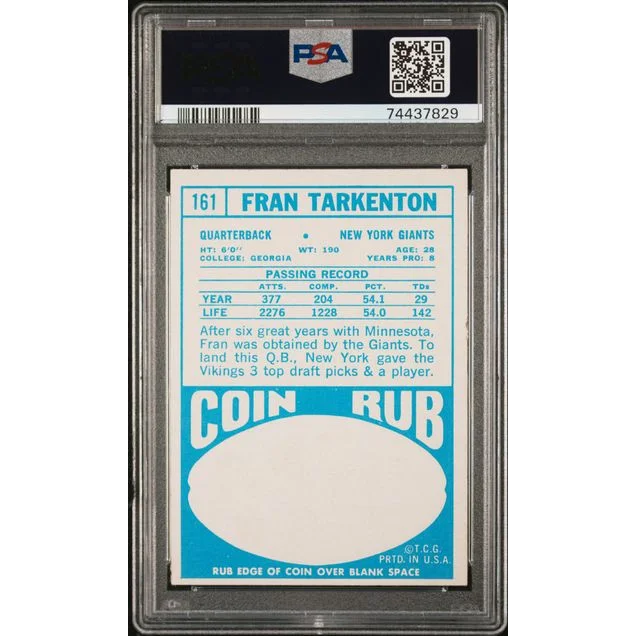 PSA
74437829
161 FRAN TARKENTON
QUARTERBACK • NEW YORK GIANTS
HT: 6'0'' WT: 190 AGE: 28
COLLEGE: GEORGIA YEARS PRO: 8
PASSING RECORD
ATTS. COMP. PCT. TDs
YEAR 377 204 54.1 29
LIFE 2276 1228 54.0 142
After six great years with Minnesota,
Fran was obtained by the Giants. To
land this Q.B., New York gave the
Vikings 3 top draft picks & a player.
COIN RUB
©T.C.G.
PRTD. IN U.S.A.
RUB EDGE OF COIN OVER BLANK SPACE